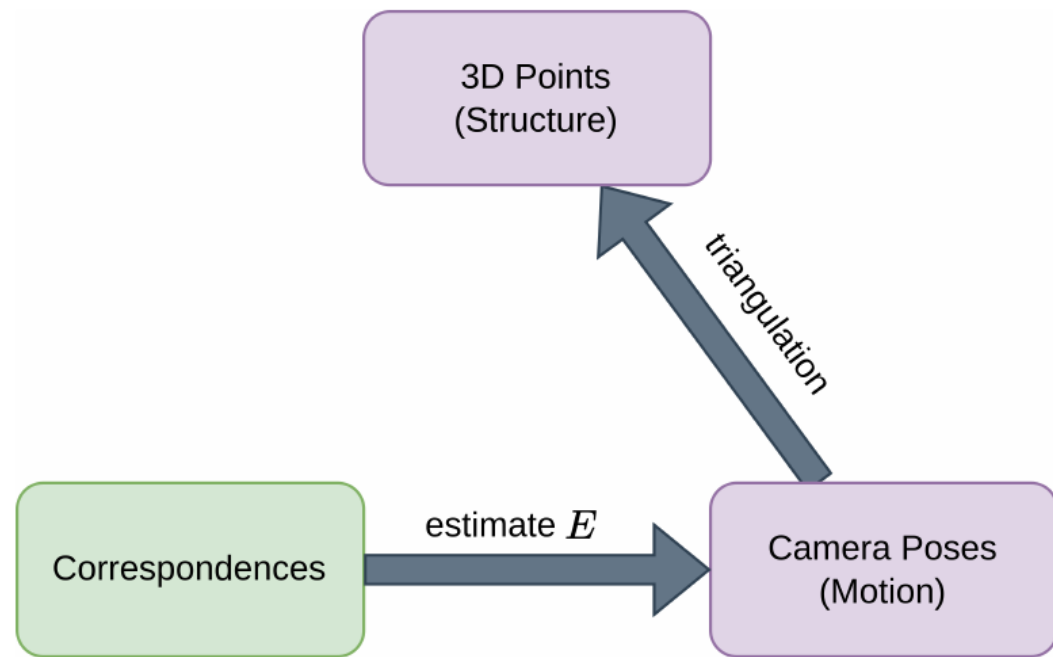 3D Points
(Structure)
triangulation
estimate E
Correspondences
Camera Poses
(Motion)